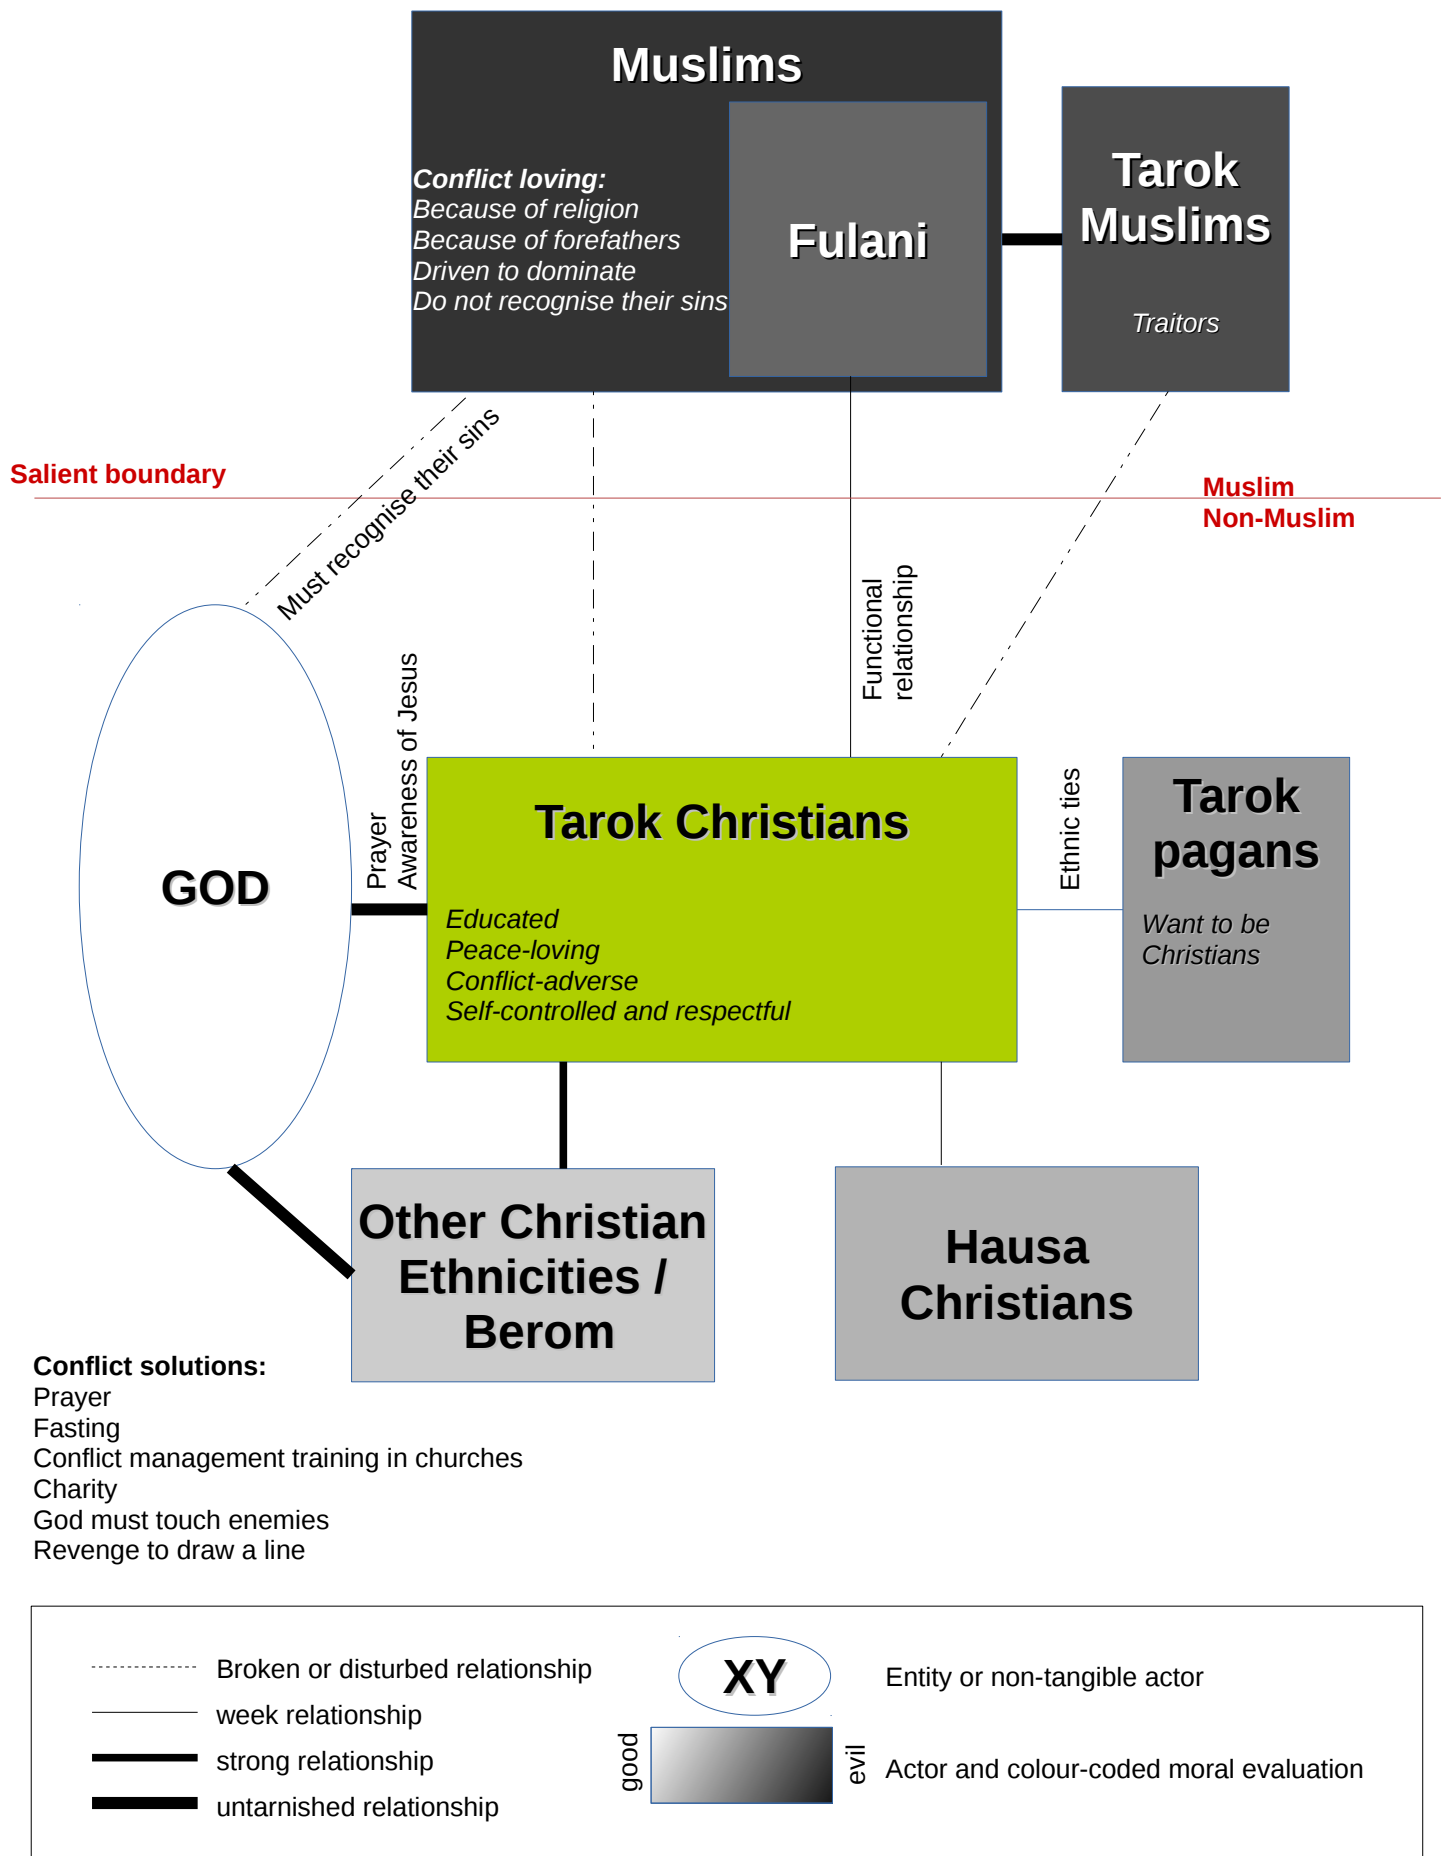 Muslims
Conflict loving:
Because of religion
Because of forefathers
Driven to dominate
Do not recognise their sins
Fulani
Tarok
Muslims
Traitors
Must recognise their sins
Salient boundary
Muslim
Non-Muslim
Functional
relationship
GOD
Prayer
Awareness of Jesus
Tarok Christians
Educated
Peace-loving
Conflict-adverse
Self-controlled and respectful
Ethnic ties
Tarok
pagans
Want to be
Christians
Other Christian
Ethnicities /
Berom
Hausa
Christians
Conflict solutions:
Prayer
Fasting
Conflict management training in churches
Charity
God must touch enemies
Revenge to draw a line
Broken or disturbed relationship
week relationship
strong relationship
untarnished relationship
XY
Entity or non-tangible actor
good
evil
Actor and colour-coded moral evaluation